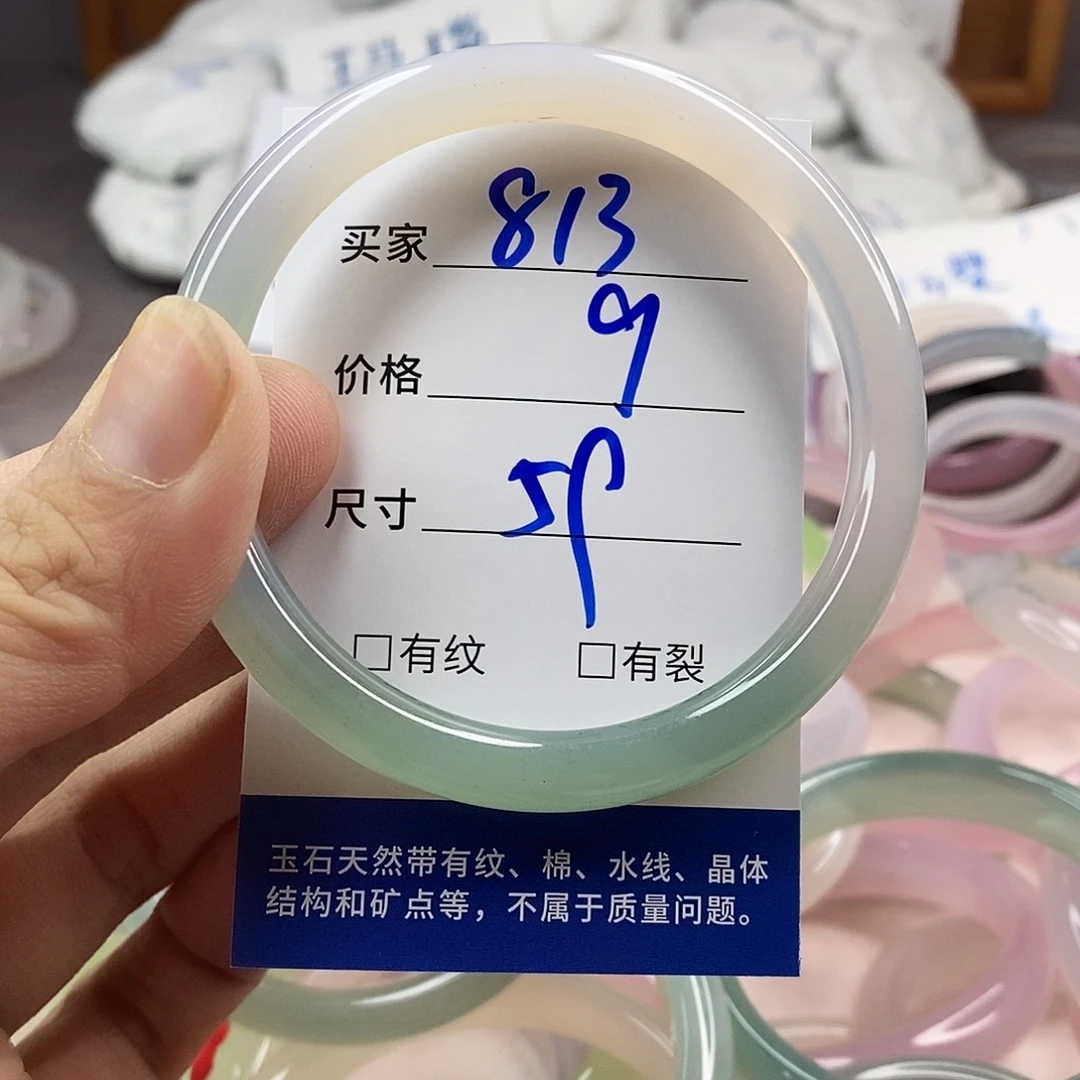 买家 813
价格 9
尺寸 59
□有纹 □有裂
玉石天然带有纹、棉、水线、晶体
结构和矿点等，不属于质量问题。